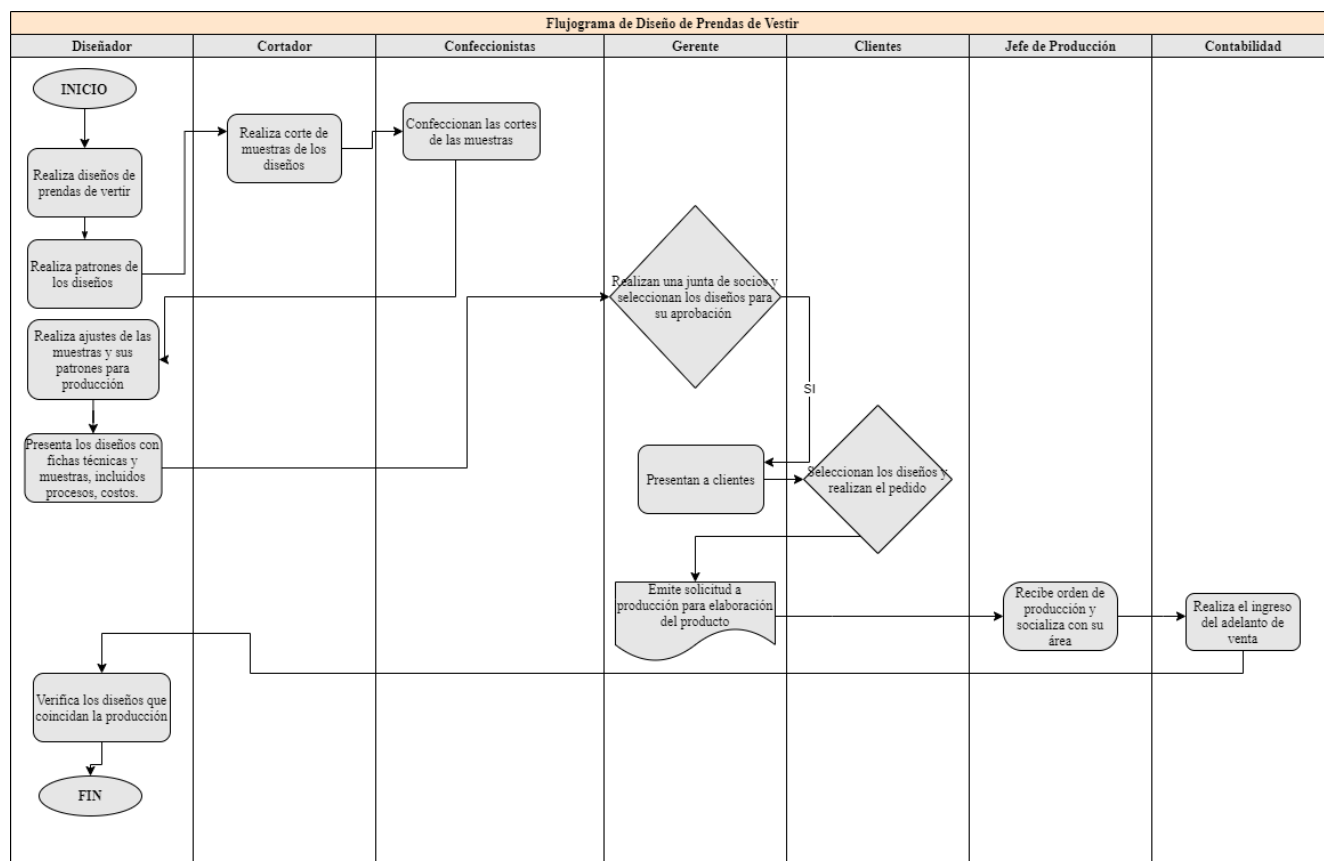 Flujograma de Diseño de Prendas de Vestir
Diseñador
Cortador
Confeccionistas
Gerente
Clientes
Jefe de Producción
Contabilidad
INICIO
Realiza diseños de
prendas de vertir
Realiza patrones de
los diseños
Realiza corte de
muestras de los
diseños
Confeccionan las cortes
de las muestras
Realiza ajustes de las
muestras y sus
patrones para
producción
Presenta los diseños con
fichas técnicas y
muestras, incluidos
procesos, costos.
Realizan una junta de socios y
seleccionan los diseños para
su aprobación
SI
Presentan a clientes
Seleccionan los diseños y
realizan el pedido
Emite solicitud a
producción para elaboración
del producto
Recibe orden de
producción y
socializa con su
área
Realiza el ingreso
del adelanto de
venta
Verifica los diseños que
coincidan la producción
FIN